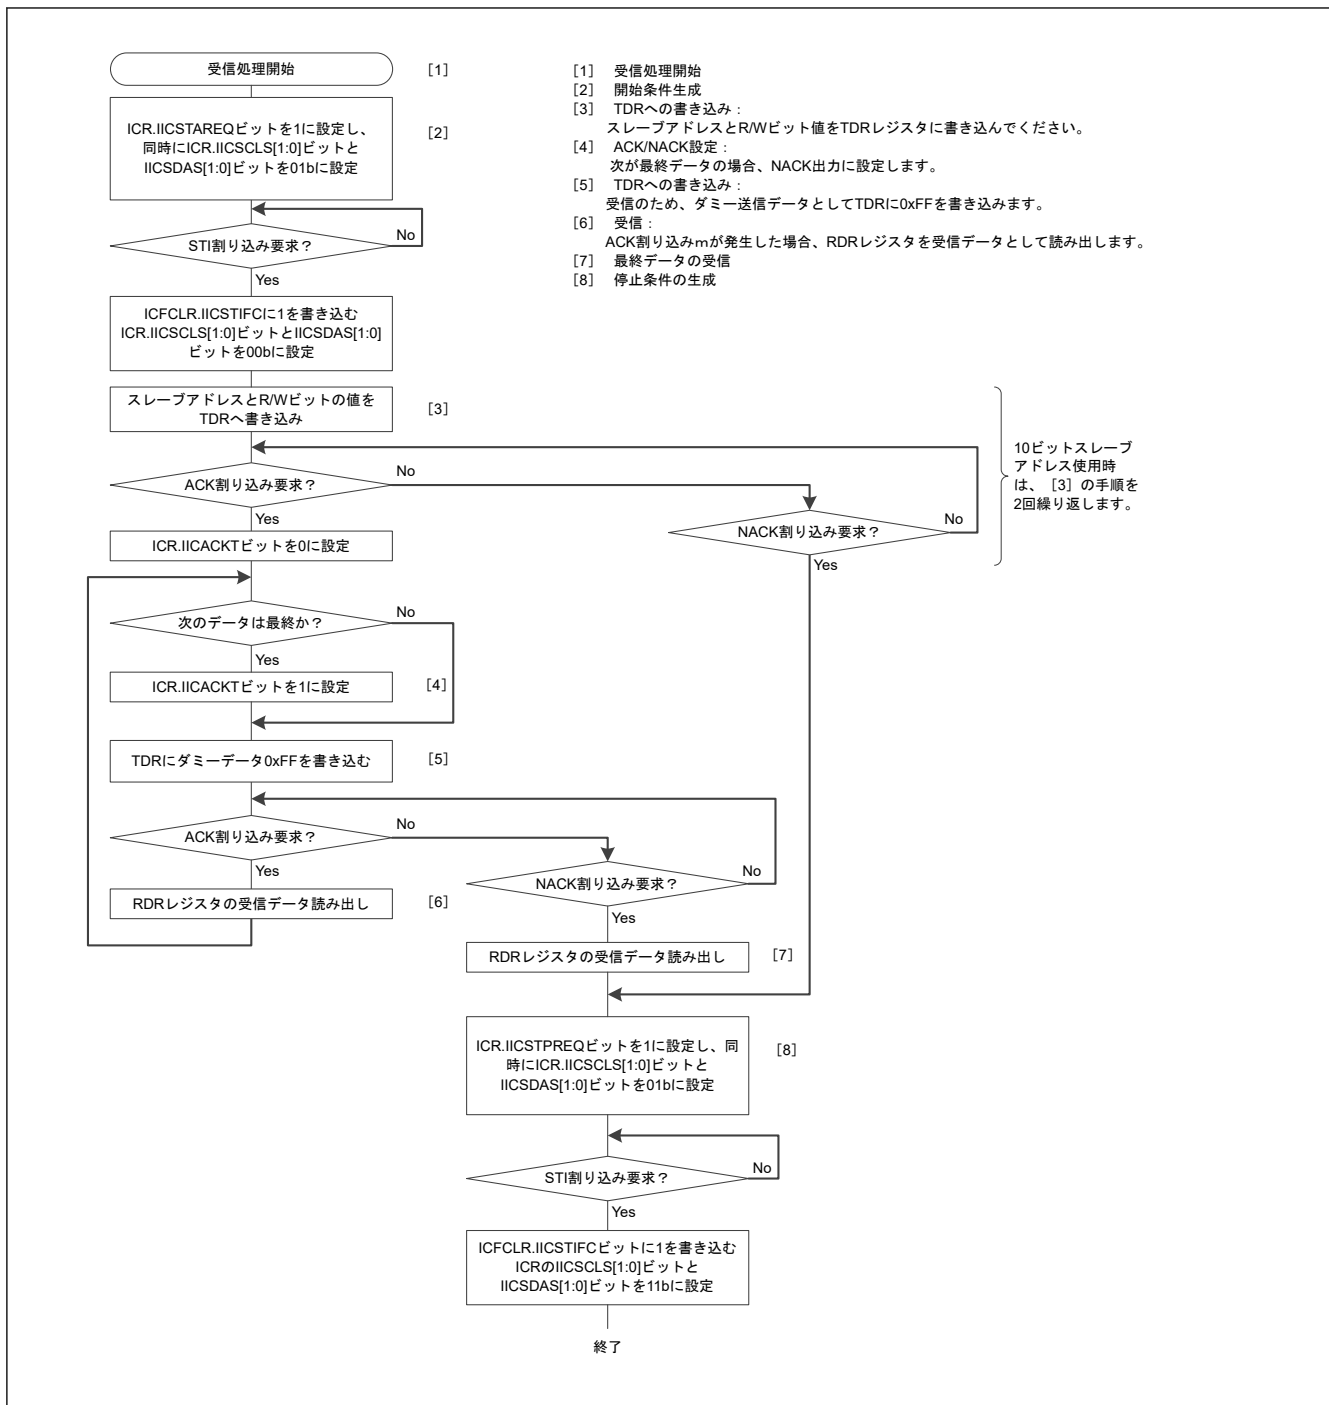 受信処理開始
[1]
ICR.IICSTAREQビットを1に設定し、
同時にICR.IICSCLS[1:0]ビットと
IICSDAS[1:0]ビットを01bに設定
[2]
STI割り込み要求？
No
Yes
ICFCLR.IICSTIFCに1を書き込む
ICR.IICSCLS[1:0]ビットとIICSDAS[1:0]
ビットを00bに設定
スレーブアドレスとR/Wビットの値を
TDRへ書き込み
[3]
ACK割り込み要求？
No
Yes
NACK割り込み要求？
No
Yes
ICR.IICACKTビットを0に設定
次のデータは最終か？
No
Yes
ICR.IICACKTビットを1に設定
[4]
TDRにダミーデータ0xFFを書き込む
[5]
ACK割り込み要求？
No
Yes
RDRレジスタの受信データ読み出し
[6]
NACK割り込み要求？
No
Yes
RDRレジスタの受信データ読み出し
[7]
ICR.IICSTPREQビットを1に設定し、同
時にICR.IICSCLS[1:0]ビットと
IICSDAS[1:0]ビットを01bに設定
[8]
STI割り込み要求？
No
Yes
ICFCLR.IICSTIFCビットに1を書き込む
ICRのIICSCLS[1:0]ビットと
IICSDAS[1:0]ビットを11bに設定
終了
[1] 受信処理開始
[2] 開始条件生成
[3] TDRへの書き込み：
スレーブアドレスとR/Wビット値をTDRレジスタに書き込んでください。
[4] ACK/NACK設定：
次が最終データの場合、NACK出力に設定します。
[5] TDRへの書き込み：
受信のため、ダミー送信データとしてTDRに0xFFを書き込みます。
[6] 受信：
ACK割り込みmが発生した場合、RDRレジスタを受信データとして読み出します。
[7] 最終データの受信
[8] 停止条件の生成
10ビットスレーブ
アドレス使用時
は、［3］の手順を
2回繰り返します。